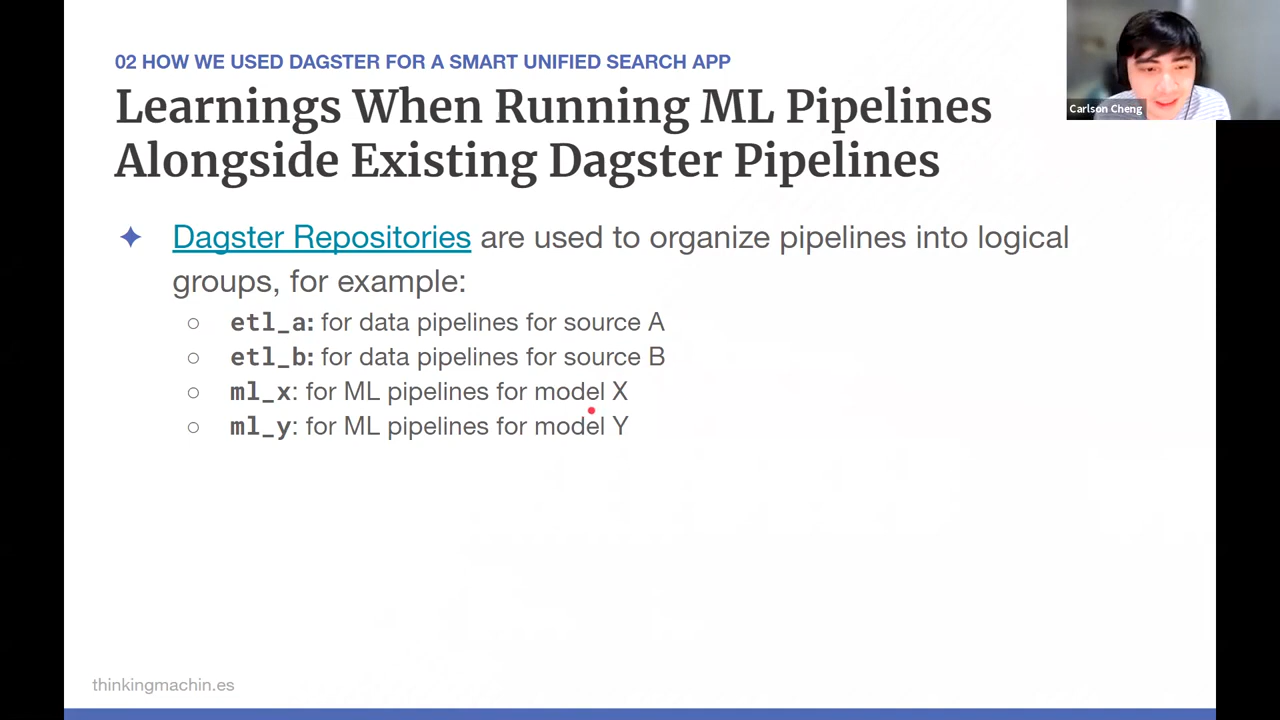 02 HOW WE USED DAGSTER FOR A SMART UNIFIED SEARCH APP
Learnings When Running ML Pipelines
Alongside Existing Dagster Pipelines
Carlson Cheng
Dagster Repositories are used to organize pipelines into logical
groups, for example:
etl_a: for data pipelines for source A
etl_b: for data pipelines for source B
ml_x: for ML pipelines for model X
ml_y: for ML pipelines for model Y
thinkingmachin.es